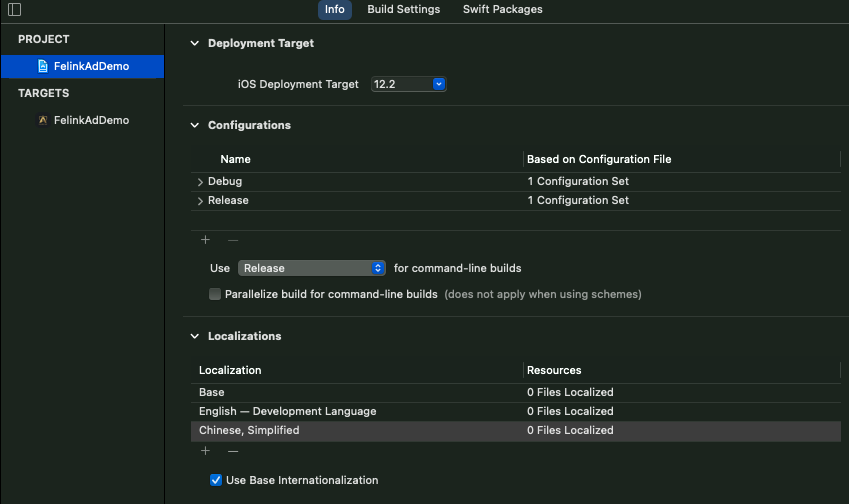 Info Build Settings Swift Packages
PROJECT
FelinkAdDemo
TARGETS
FelinkAdDemo
Deployment Target
iOS Deployment Target 12.2
Configurations
Name Based on Configuration File
Debug 1 Configuration Set
Release 1 Configuration Set
Use Release for command-line builds
Parallelize build for command-line builds (does not apply when using schemes)
Localizations
Localization Resources
Base 0 Files Localized
English — Development Language 0 Files Localized
Chinese, Simplified 0 Files Localized
Use Base Internationalization